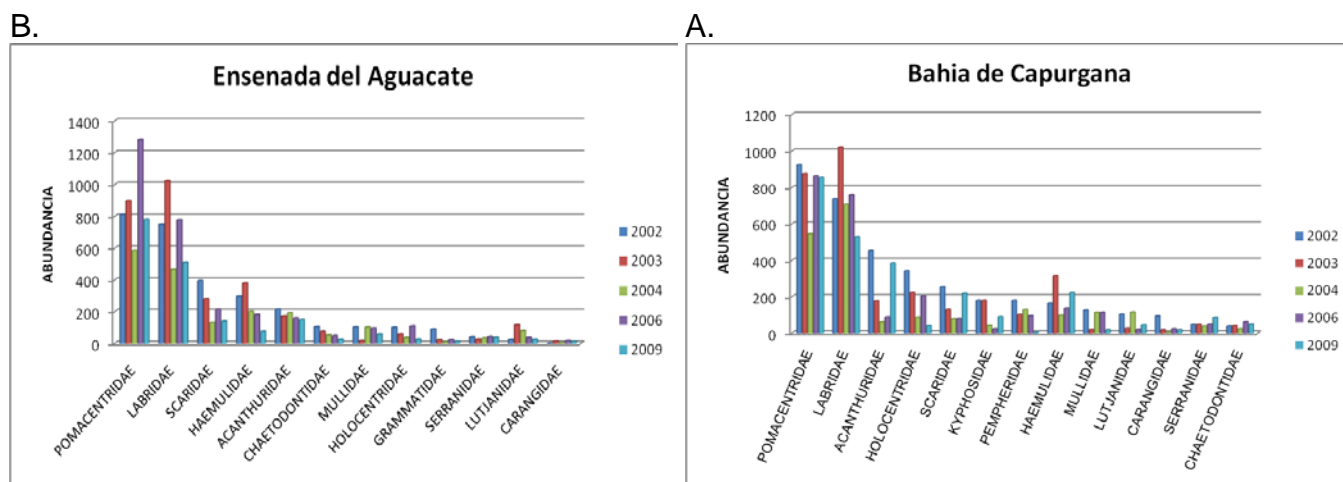 B.
Ensenada del Aguacate
ABUNDANCIA
1400
1200
1000
800
600
400
200
0
POMACENTRIDAE
LABRIDAE
SCARIDAE
HAEMULIDAE
ACANTHURIDAE
CHAETODONTIDAE
MULLIDAE
HOLOCENTRIDAE
GRAMMATIDAE
SERRANIDAE
LUTJANIDAE
CARANGIDAE
2002
2003
2004
2006
2009
A.
Bahia de Capurgana
ABUNDANCIA
1200
1000
800
600
400
200
0
POMACENTRIDAE
LABRIDAE
ACANTHURIDAE
HOLOCENTRIDAE
SCARIDAE
KYPHOSIDAE
PEMPHERIDAE
HAEMULIDAE
MULLIDAE
LUTJANIDAE
CARANGIDAE
SERRANIDAE
CHAETODONTIDAE
2002
2003
2004
2006
2009